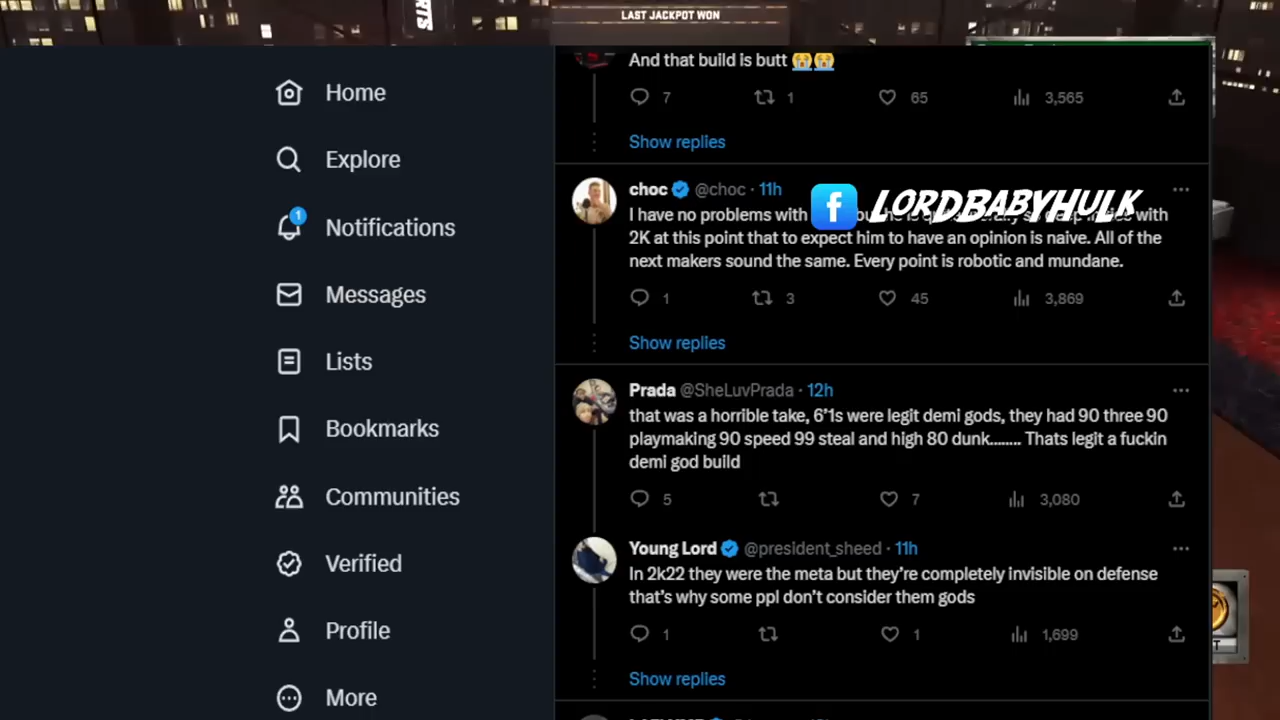 LAST JACKPOT WON
And that build is butt 😭😭
7 1 65 3,565
Show replies
Home
Explore
Notifications
1
Messages
Lists
Bookmarks
Communities
Verified
Profile
More
choc @choc · 11h
LORDBABYHULK
I have no problems with with
2K at this point that to expect him to have an opinion is naive. All of the
next makers sound the same. Every point is robotic and mundane.
1 3 45 3,869
Show replies
Prada @SheLuvPrada · 12h
that was a horrible take, 6'1s were legit demi gods, they had 90 three 90
playmaking 90 speed 99 steal and high 80 dunk........ Thats legit a fuckin
demi god build
5 7 3,080
Young Lord @president_sheed · 11h
In 2k22 they were the meta but they're completely invisible on defense
that's why some ppl don't consider them gods
1 1 1,699
Show replies